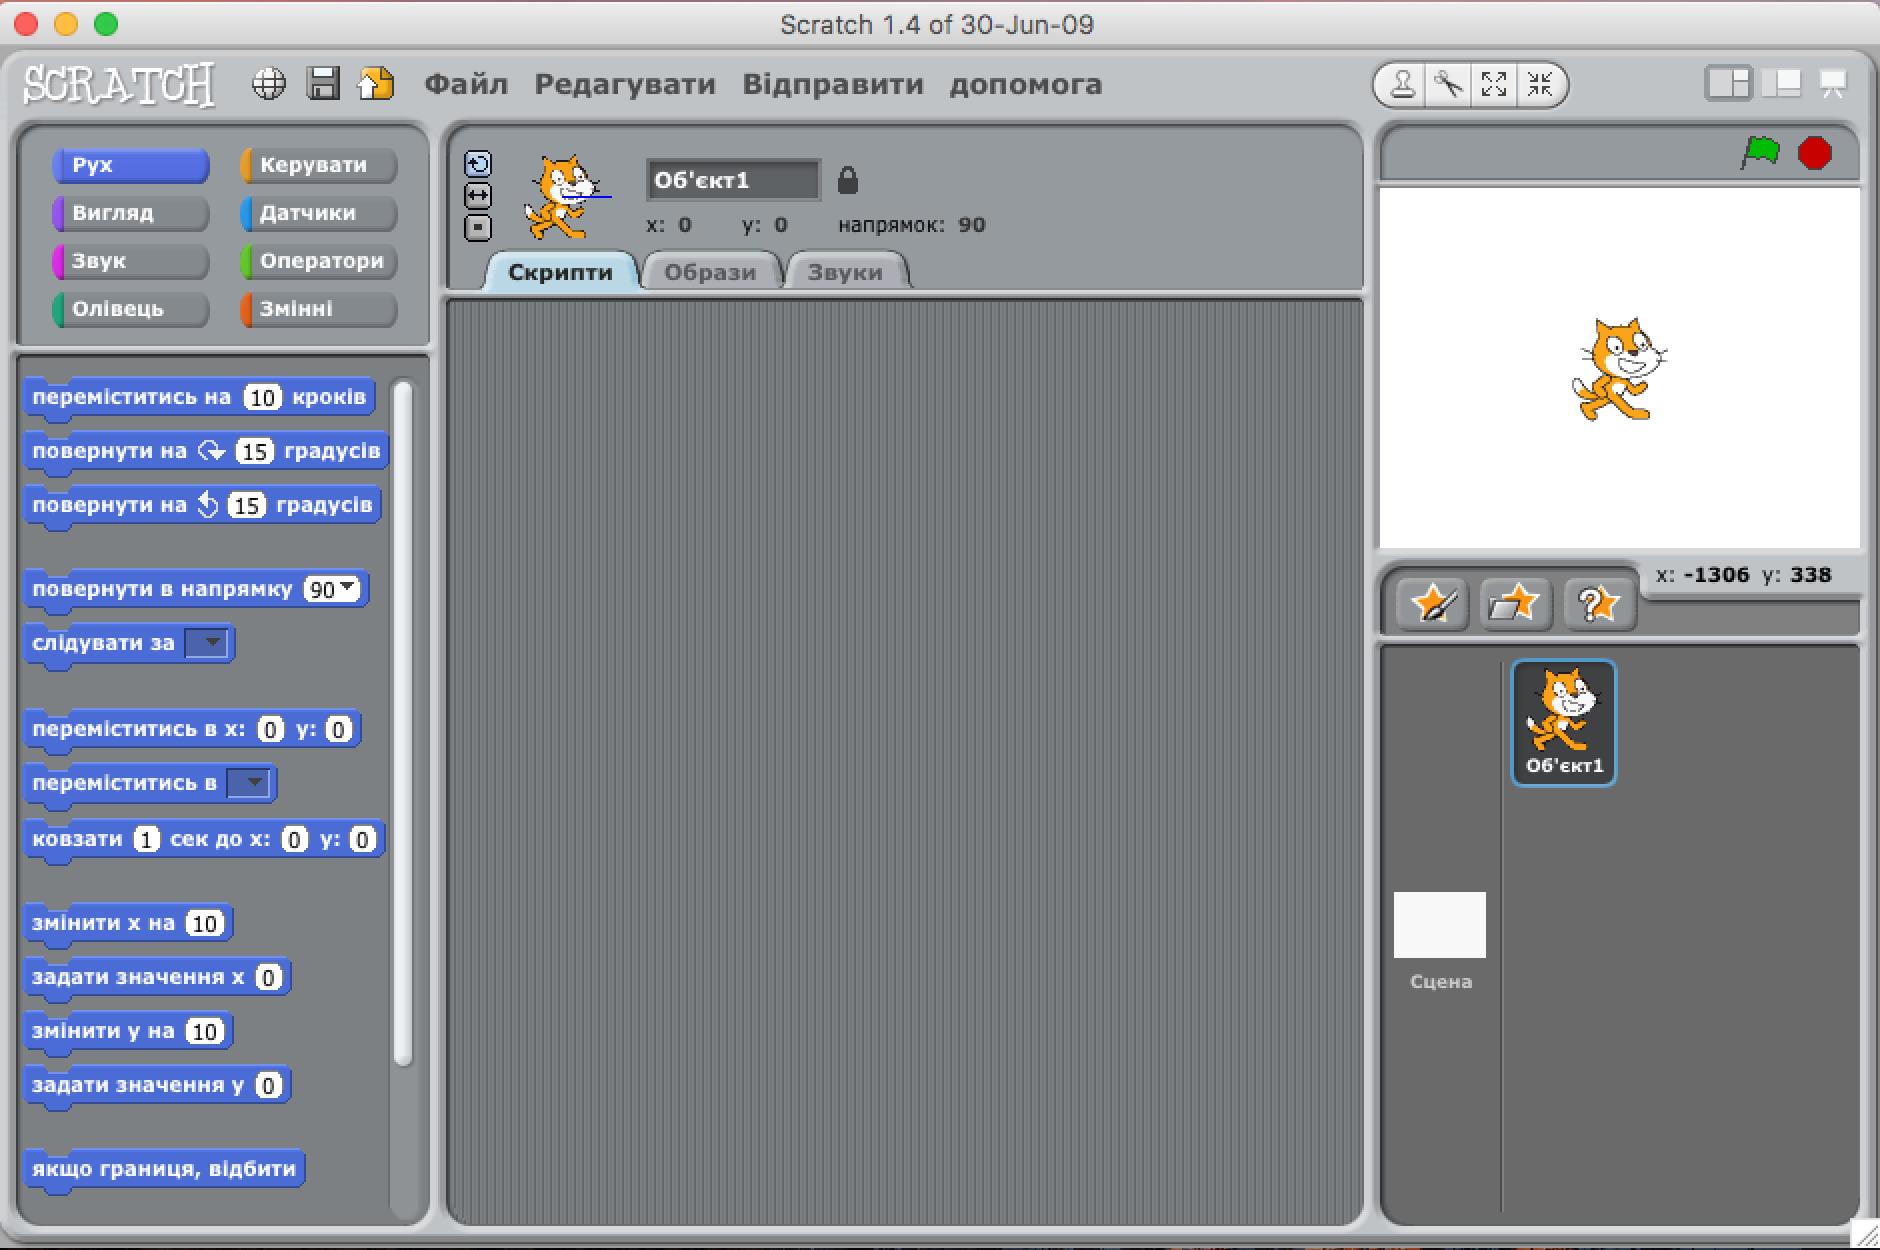 Scratch 1.4 of 30-Jun-09
SCRATCH Файл Редагувати Відправити допомога
Рух Керувати
Вигляд Датчики
Звук Оператори
Олівець Змінні
переміститись на 10 кроків
повернути на 15 градусів
повернути на 15 градусів
повернути в напрямку 90
слідувати за
переміститись в x: 0 y: 0
переміститись в
ковзати 1 сек до x: 0 y: 0
змінити x на 10
задати значення x 0
змінити y на 10
задати значення y 0
якщо границя, відбити
Об'єкт1
x: 0 y: 0 напрямок: 90
Скрипти Образи Звуки
x: -1306 y: 338
Об'єкт1
Сцена